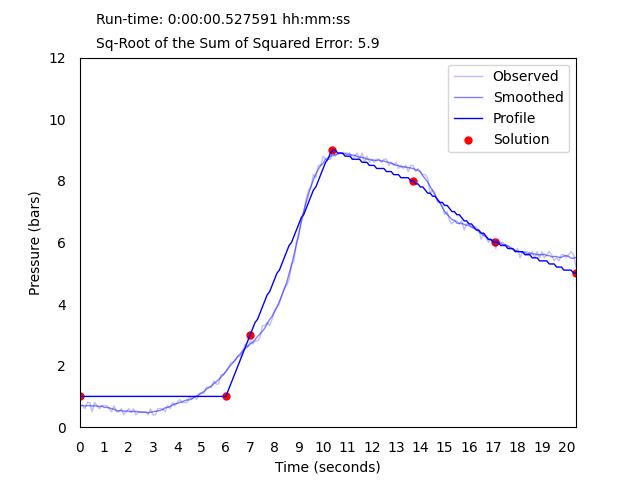 Run-time: 0:00:00.527591 hh:mm:ss
Sq-Root of the Sum of Squared Error: 5.9
12
10
8
6
4
2
0
Pressure (bars)
Observed
Smoothed
Profile
Solution
0 1 2 3 4 5 6 7 8 9 10 11 12 13 14 15 16 17 18 19 20
Time (seconds)